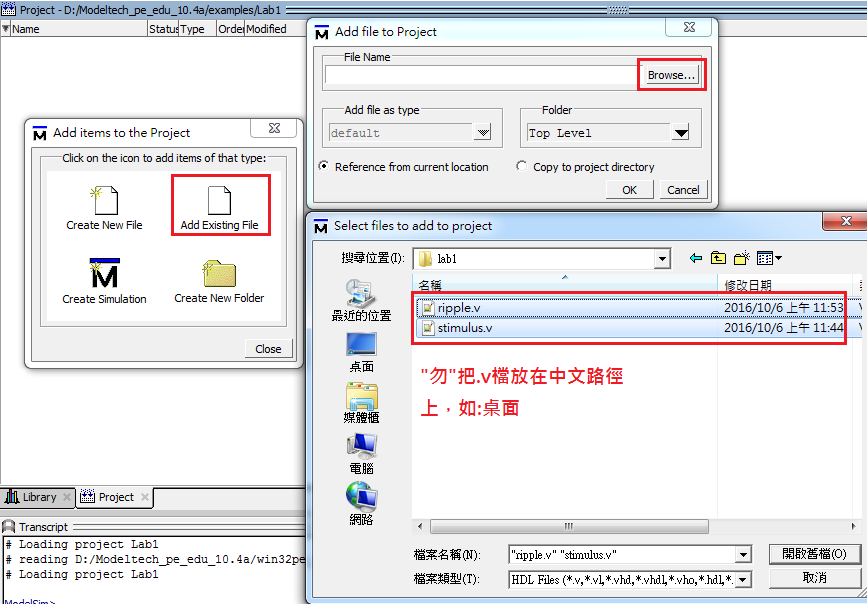 Project - D:/Modeltech_pe_edu_10.4a/examples/Lab1
Name Status Type Order Modified
Add items to the Project
Click on the icon to add items of that type:
Create New File
Add Existing File
Create Simulation
Create New Folder
Close
Add file to Project
File Name
Browse...
Add file as type
default
Folder
Top Level
Reference from current location
Copy to project directory
OK
Cancel
Select files to add to project
搜尋位置(I):
lab1
名稱
修改日期
ripple.v
2016/10/6 上午 11:53
stimulus.v
2016/10/6 上午 11:44
最近的位置
桌面
媒體櫃
電腦
網路
"勿"把.v檔放在中文路徑
上，如:桌面
檔案名稱(N):
"ripple.v" "stimulus.v"
開啟舊檔(O)
檔案類型(T):
HDL Files (*.v,*.vl,*.vhd,*.vhdl,*.vho,*.hdl,*.
取消
Library
Project
Transcript
# Loading project Lab1
# reading D:/Modeltech_pe_edu_10.4a/win32pe
# Loading project Lab1
ModelSim>